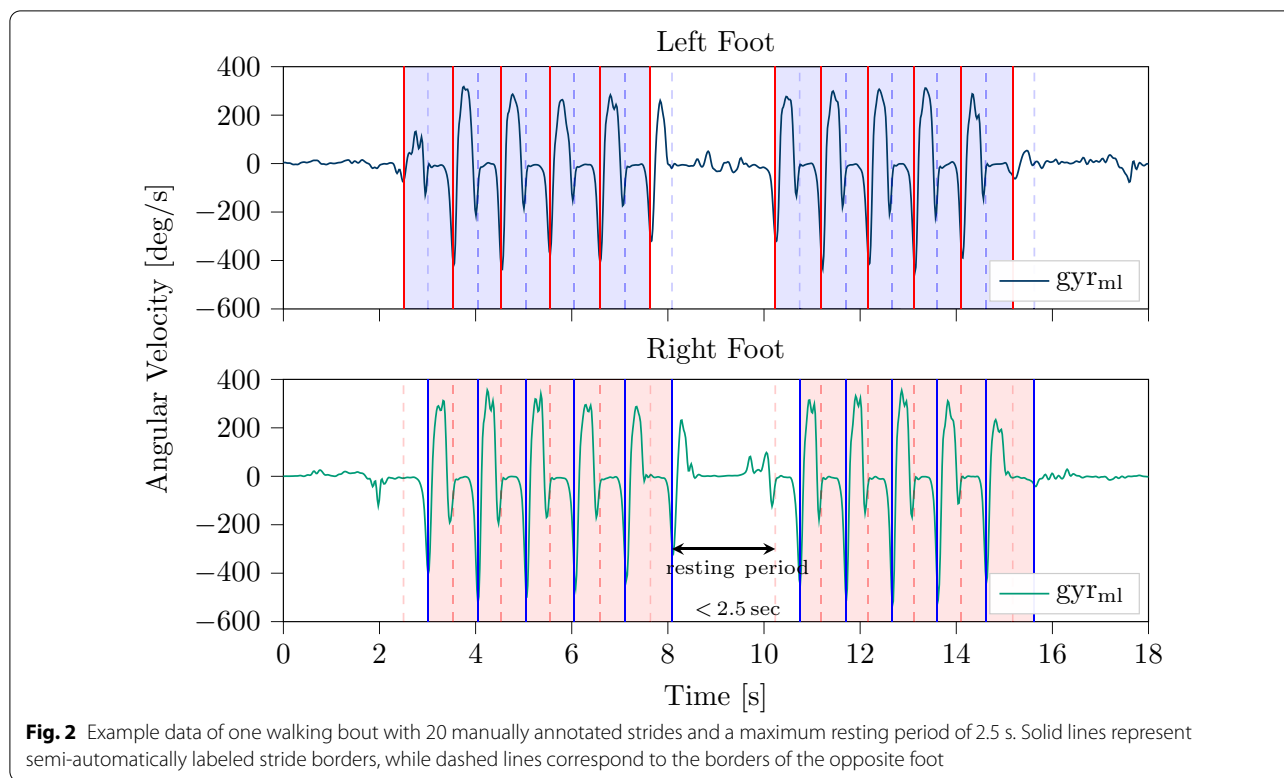 Left Foot
400
200
0
−200
−400
−600
gyr_ml
Angular Velocity [deg/s]
Right Foot
400
200
0
−200
−400
−600
resting period
< 2.5 sec
gyr_ml
0 2 4 6 8 10 12 14 16 18
Time [s]
Fig. 2 Example data of one walking bout with 20 manually annotated strides and a maximum resting period of 2.5 s. Solid lines represent
semi-automatically labeled stride borders, while dashed lines correspond to the borders of the opposite foot